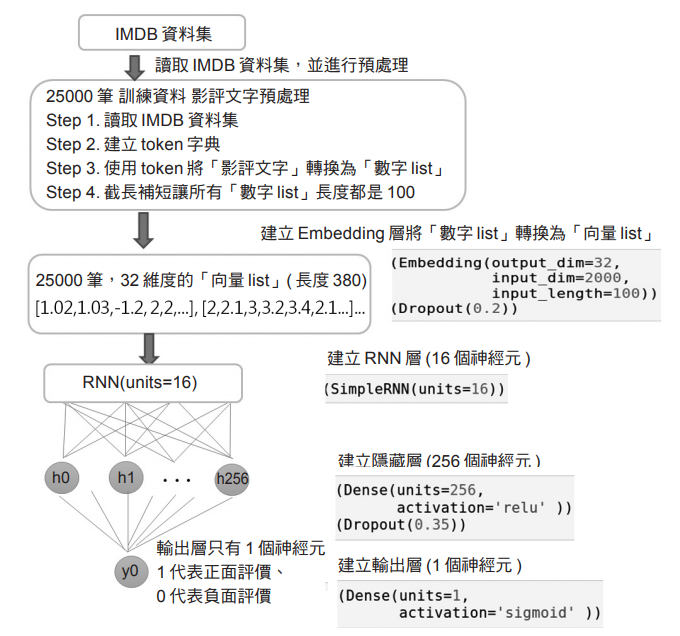 IMDB 資料集
讀取 IMDB 資料集，並進行預處理
25000 筆 訓練資料 影評文字預處理
Step 1. 讀取 IMDB 資料集
Step 2. 建立 token 字典
Step 3. 使用 token 將「影評文字」轉換為「數字 list」
Step 4. 截長補短讓所有「數字 list」長度都是 100
建立 Embedding 層將「數字 list」轉換為「向量 list」
(Embedding(output_dim=32,
input_dim=2000,
input_length=100))
(Dropout(0.2))
25000 筆，32 維度的「向量 list」( 長度 380)
[1.02,1.03,-1.2,2,2,...], [2,2.1,3,3.2,3.4,2.1...]...
建立 RNN 層 (16 個神經元 )
(SimpleRNN(units=16))
RNN(units=16)
建立隱藏層 (256 個神經元 )
(Dense(units=256,
activation='relu' ))
(Dropout(0.35))
h0 h1 ... h256
輸出層只有 1 個神經元
1 代表正面評價、
0 代表負面評價
y0
建立輸出層 (1 個神經元 )
(Dense(units=1,
activation='sigmoid' ))